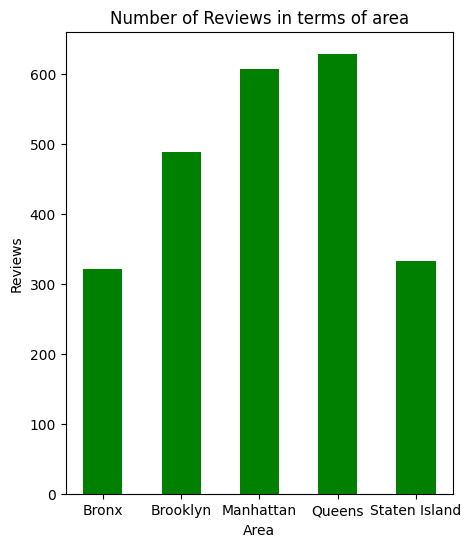 Number of Reviews in terms of area
600
500
400
300
200
100
0
Reviews
Bronx Brooklyn Manhattan Queens Staten Island
Area